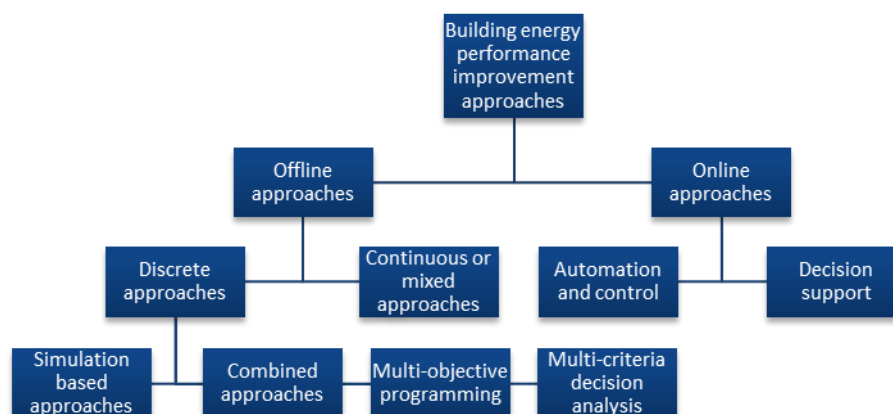 Building energy
performance
improvement
approaches
Offline
approaches
Online
approaches
Discrete
approaches
Continuous or
mixed
approaches
Automation
and control
Decision
support
Simulation
based
approaches
Combined
approaches
Multi-objective
programming
Multi-criteria
decision
analysis